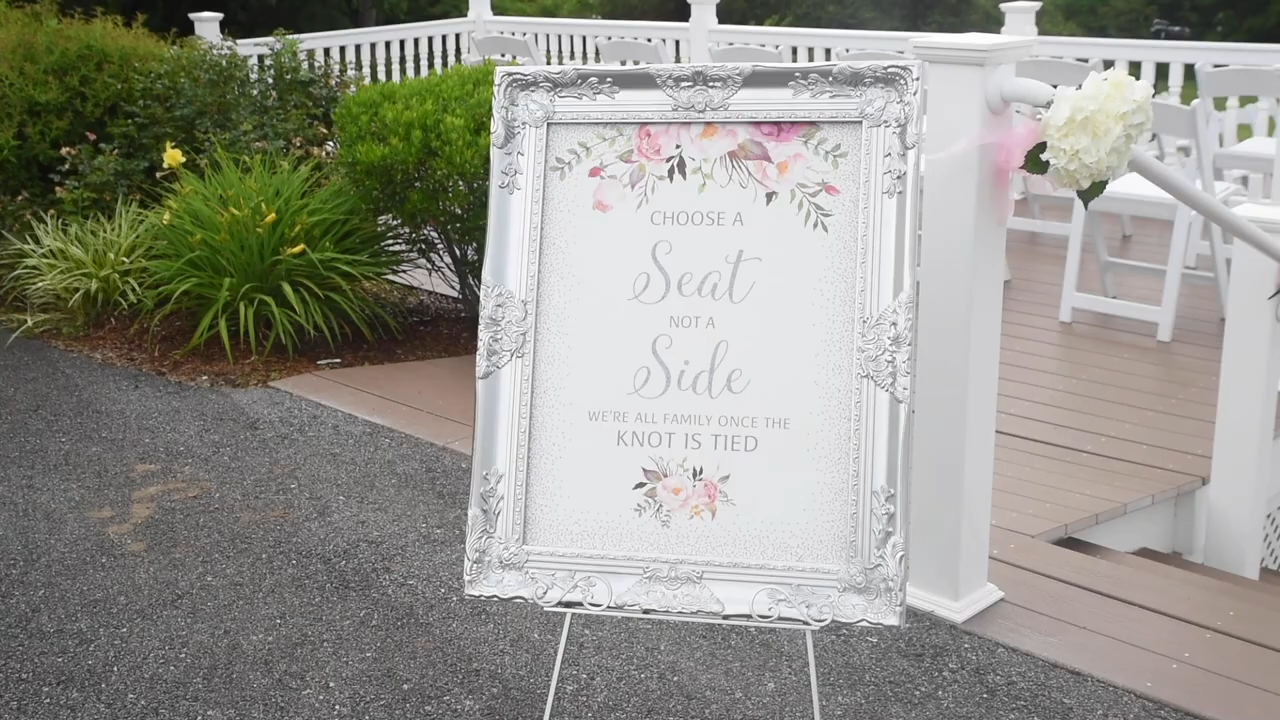 CHOOSE A
Seat
NOT A
Side
WE'RE ALL FAMILY ONCE THE
KNOT IS TIED